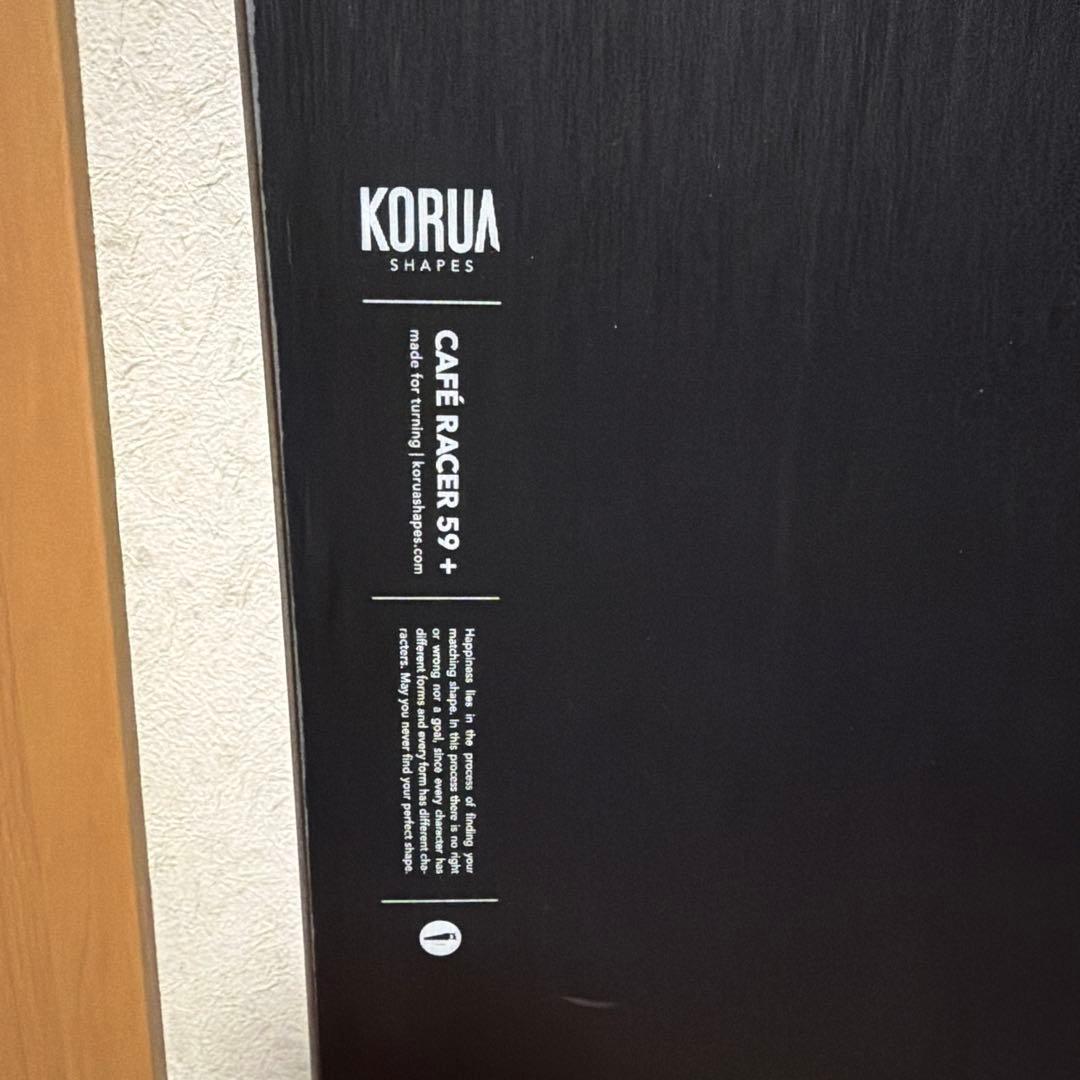 KORUA
SHAPES
CAFÉ RACER 59 +
made for turning | koruashapes.com
Happiness lies in the process of finding your
matching shape. In this process there is no right
or wrong nor a goal, since every character has
different forms and every form has different cha-
racters. May you never find your perfect shape.